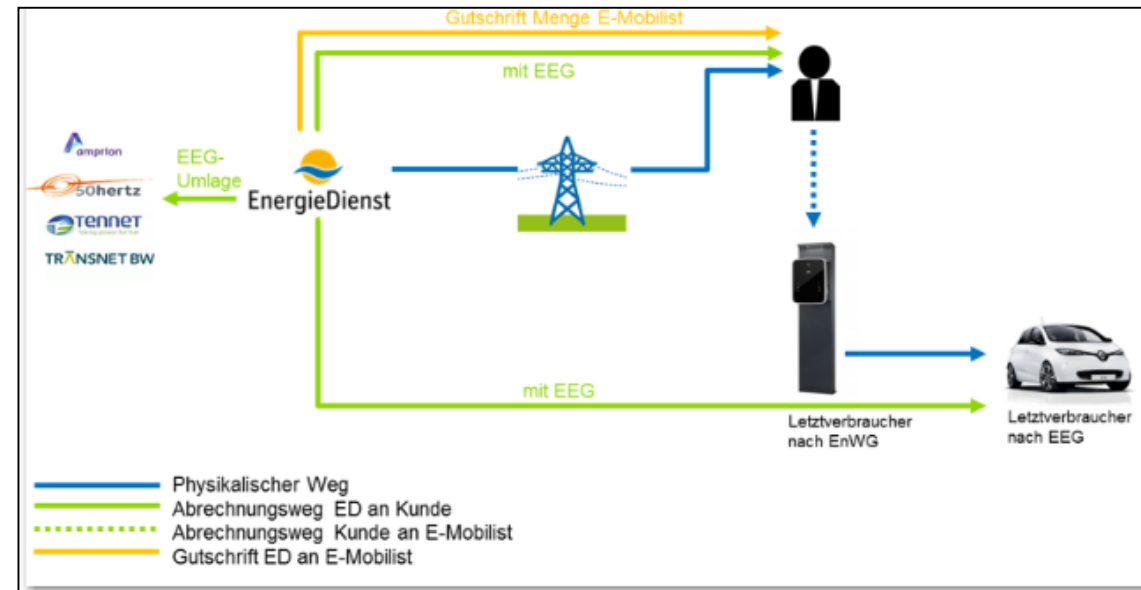 Gutschrift Menge E-Mobilist
mit EEG
amprion
EEG-
Umlage
50hertz
EnergieDienst
TENNET
TRANSNET BW
mit EEG
Letztverbraucher
nach EnWG
Letztverbraucher
nach EEG
Physikalischer Weg
Abrechnungsweg ED an Kunde
Abrechnungsweg Kunde an E-Mobilist
Gutschrift ED an E-Mobilist